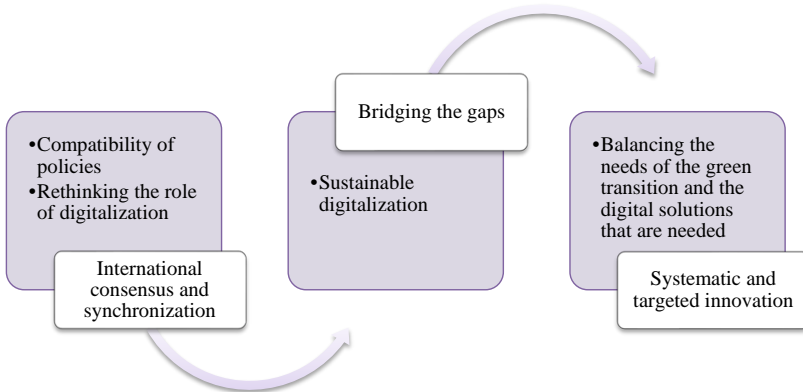 •Compatibility of
policies
•Rethinking the role
of digitalization
International
consensus and
synchronization
Bridging the gaps
•Sustainable
digitalization
•Balancing the
needs of the green
transition and the
digital solutions
that are needed
Systematic and
targeted innovation